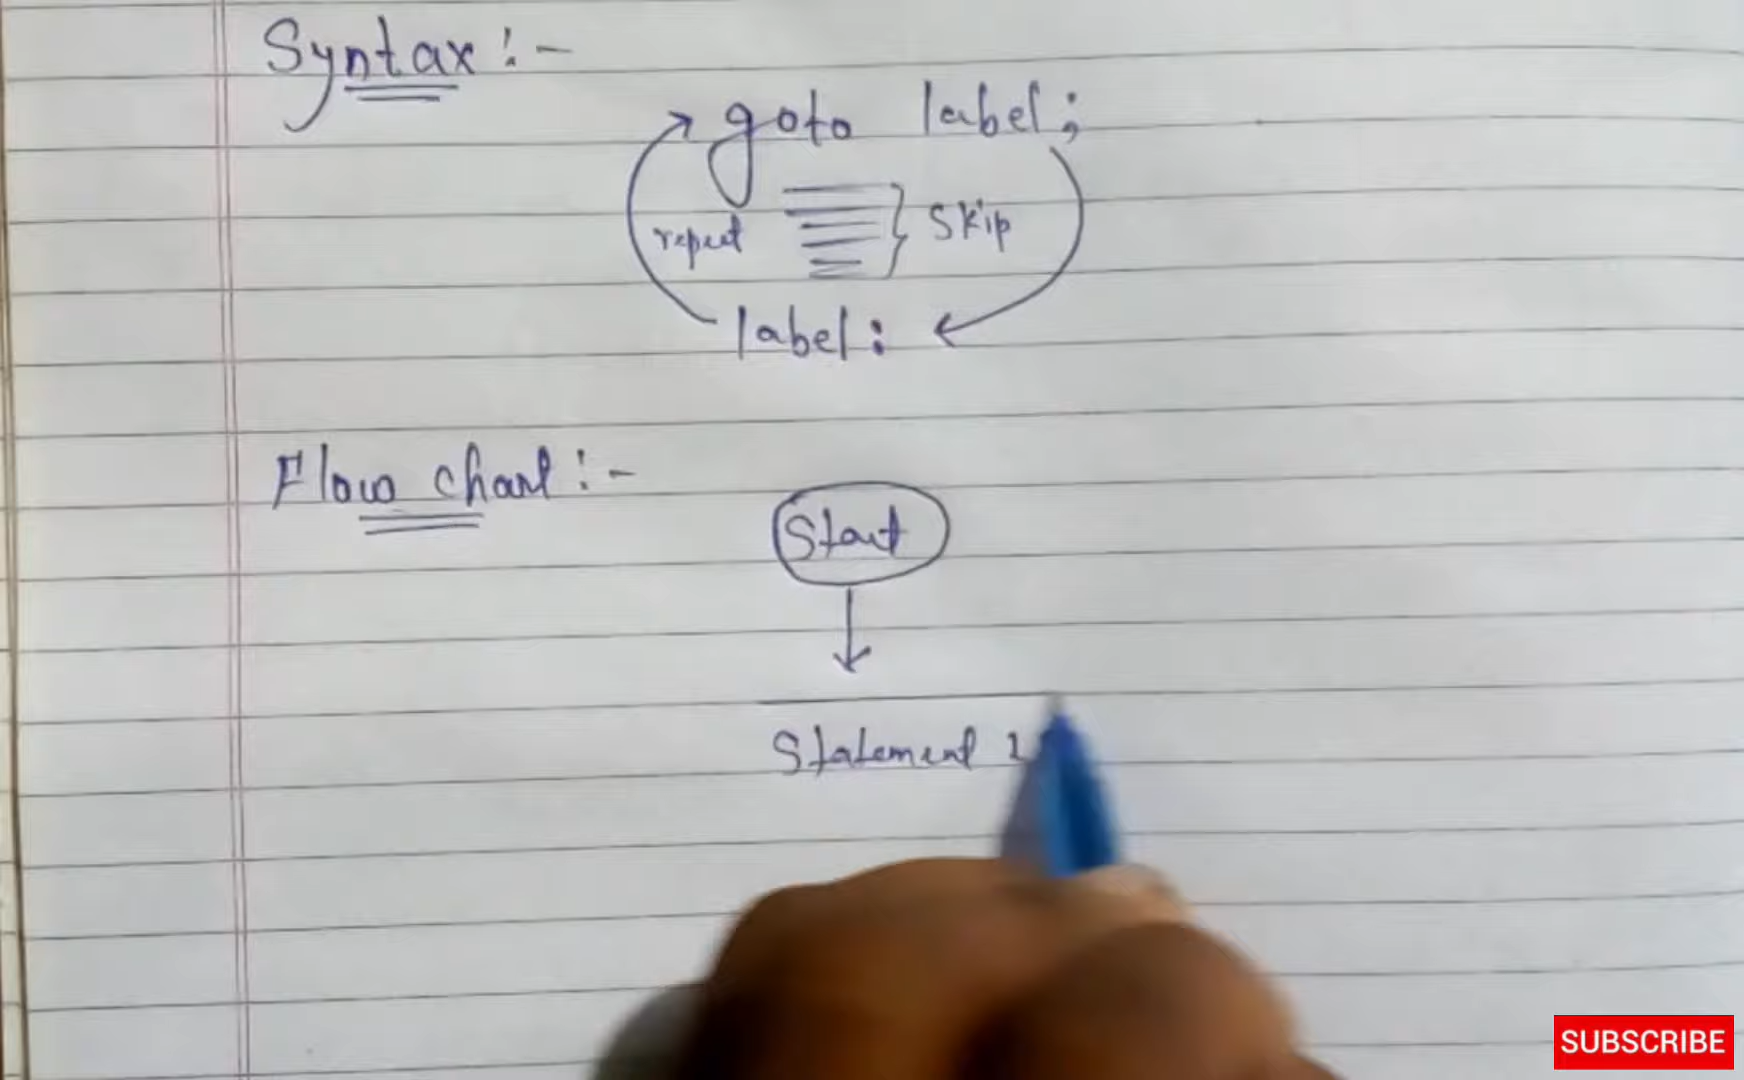 Syntax :-
goto label;
repeat } Skip
label:
Flow chart :-
Start
Statement 1
SUBSCRIBE